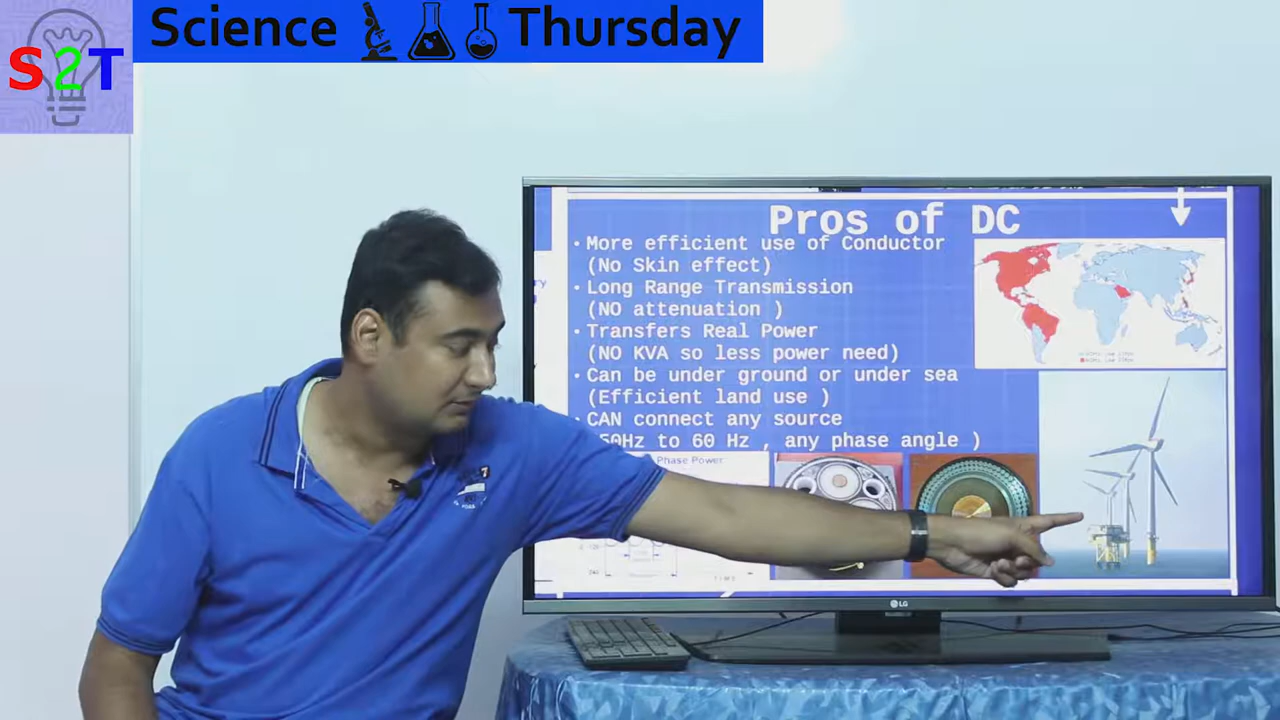 Science Thursday
S2T
Pros of DC
• More efficient use of Conductor
(No Skin effect)
• Long Range Transmission
(NO attenuation )
• Transfers Real Power
(NO KVA so less power need)
• Can be under ground or under sea
(Efficient land use )
• CAN connect any source
50Hz to 60 Hz , any phase angle )
Phase Power
LG